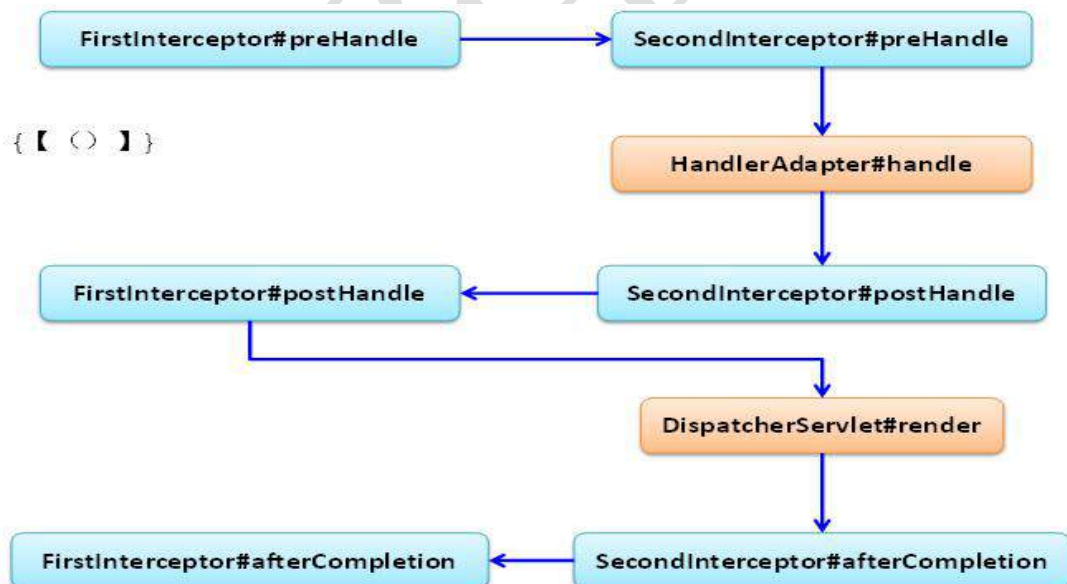 FirstInterceptor#preHandle
SecondInterceptor#preHandle
{【 () 】}
HandlerAdapter#handle
FirstInterceptor#postHandle
SecondInterceptor#postHandle
DispatcherServlet#render
FirstInterceptor#afterCompletion
SecondInterceptor#afterCompletion